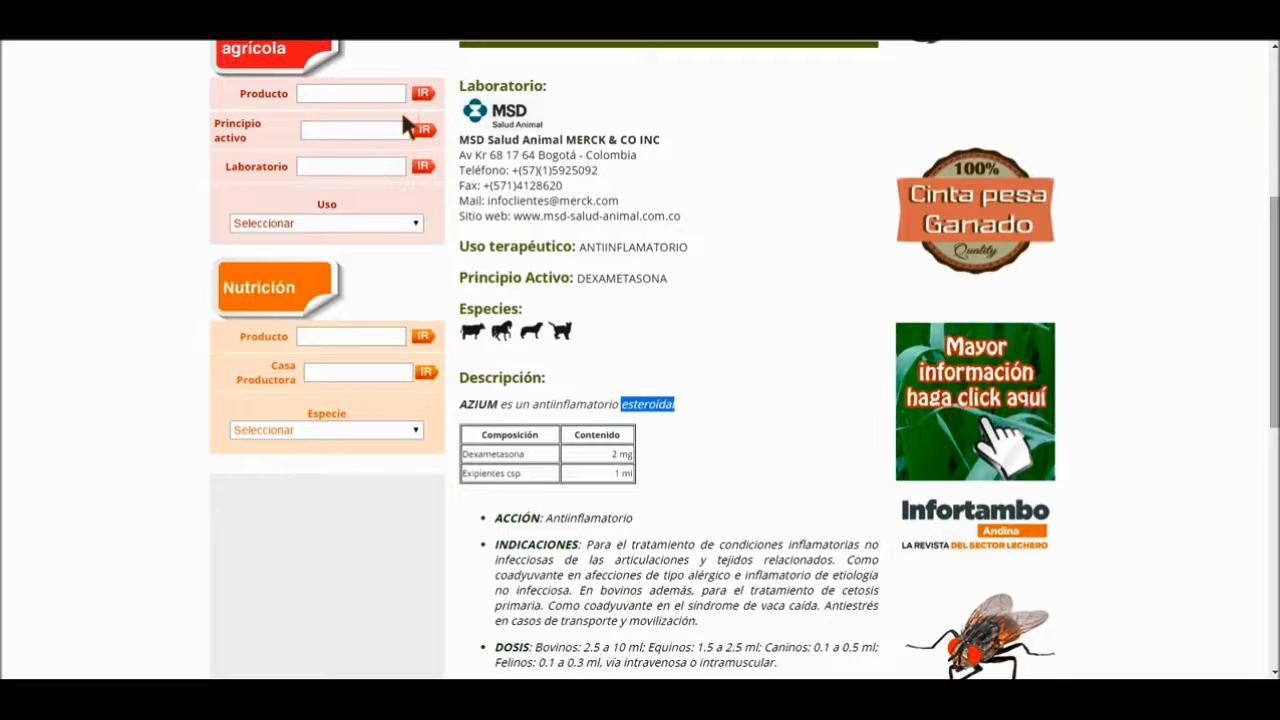 agrícola
Producto IR
Principio
activo IR
Laboratorio IR
Uso
Seleccionar
Nutrición
Producto IR
Casa
Productora IR
Especie
Seleccionar
Laboratorio:
MSD
Salud Animal
MSD Salud Animal MERCK & CO INC
Av Kr 68 17 64 Bogotá - Colombia
Teléfono: +(57)(1)5925092
Fax: +(571)4128620
Mail: infoclientes@merck.com
Sitio web: www.msd-salud-animal.com.co
Uso terapéutico: ANTIINFLAMATORIO
Principio Activo: DEXAMETASONA
Especies:
Descripción:
AZIUM es un antiinflamatorio esteroidal
Composición Contenido
Dexametasona 2 mg
Exipientes csp 1 ml
• ACCIÓN: Antiinflamatorio
• INDICACIONES: Para el tratamiento de condiciones inflamatorias no
infecciosas de las articulaciones y tejidos relacionados. Como
coadyuvante en afecciones de tipo alérgico e inflamatorio de etiología
no infecciosa. En bovinos además, para el tratamiento de cetosis
primaria. Como coadyuvante en el síndrome de vaca caída. Antiestrés
en casos de transporte y movilización.
• DOSIS: Bovinos: 2.5 a 10 ml; Equinos: 1.5 a 2.5 ml; Caninos: 0.1 a 0.5 ml;
Felinos: 0.1 a 0.3 ml, vía intravenosa o intramuscular.
100%
Cinta pesa
Ganado
Quality
Mayor
información
haga click aquí
Infortambo
Andina
LA REVISTA DEL SECTOR LECHERO